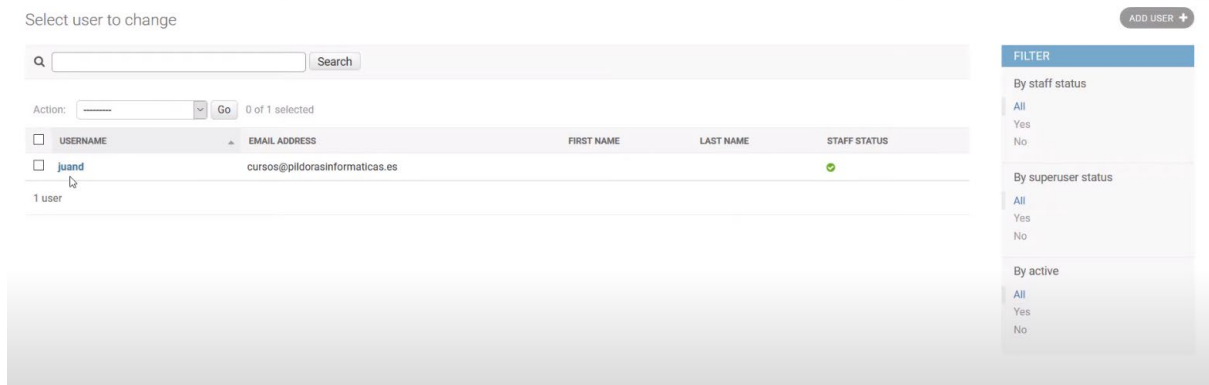 Select user to change
ADD USER
Search
Action: --------- Go 0 of 1 selected
USERNAME EMAIL ADDRESS FIRST NAME LAST NAME STAFF STATUS
juand cursos@pildorasinformaticas.es
1 user
FILTER
By staff status
All
Yes
No
By superuser status
All
Yes
No
By active
All
Yes
No